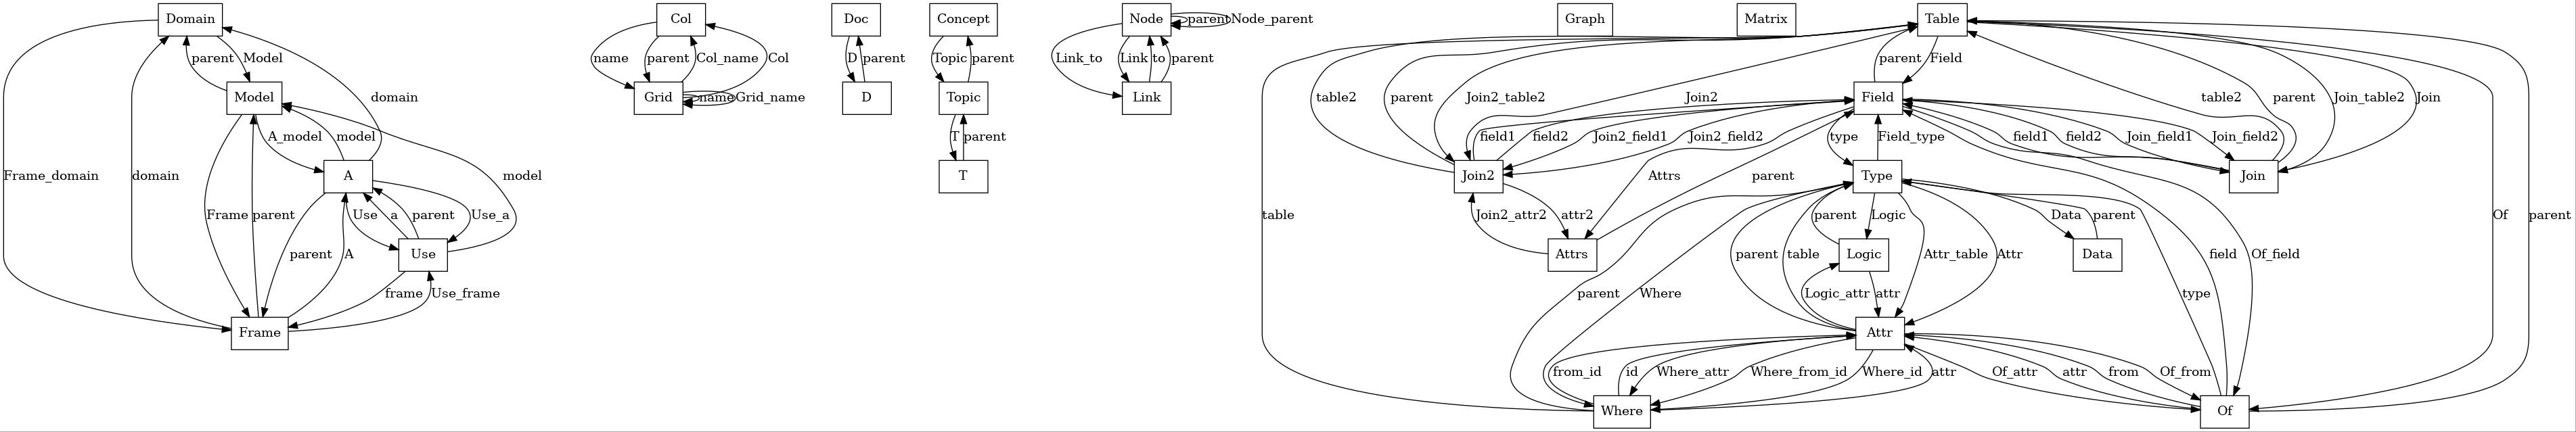 Domain
Col
Doc
Concept
Node
parent
Node_parent
Graph
Matrix
Table
parent
Model
name
parent
Col_name
Col
D
parent
Topic
parent
Link_to
Link
to
parent
parent
Field
Model
domain
Grid
name
Grid_name
D
Topic
Link
table2
parent
Join2_table2
Join2
Field
table2
parent
Join_table2
Join
A_model
model
T
parent
field1
field2
Join2_field1
Join2_field2
type
Field_type
field1
field2
Join_field1
Join_field2
Frame_domain
domain
A
model
T
Join2
Attrs
parent
Type
Join
Frame
parent
Use
a
parent
Use_a
table
Join2_attr2
attr2
parent
Logic
Data
parent
Of
parent
parent
A
Use
Attrs
parent
table
Logic
Attr_table
Attr
Data
field
Of_field
frame
Use_frame
parent
Where
Logic_attr
attr
type
Frame
Attr
from_id
id
Where_attr
Where_from_id
Where_id
attr
Of_attr
attr
from
Of_from
Where
Of